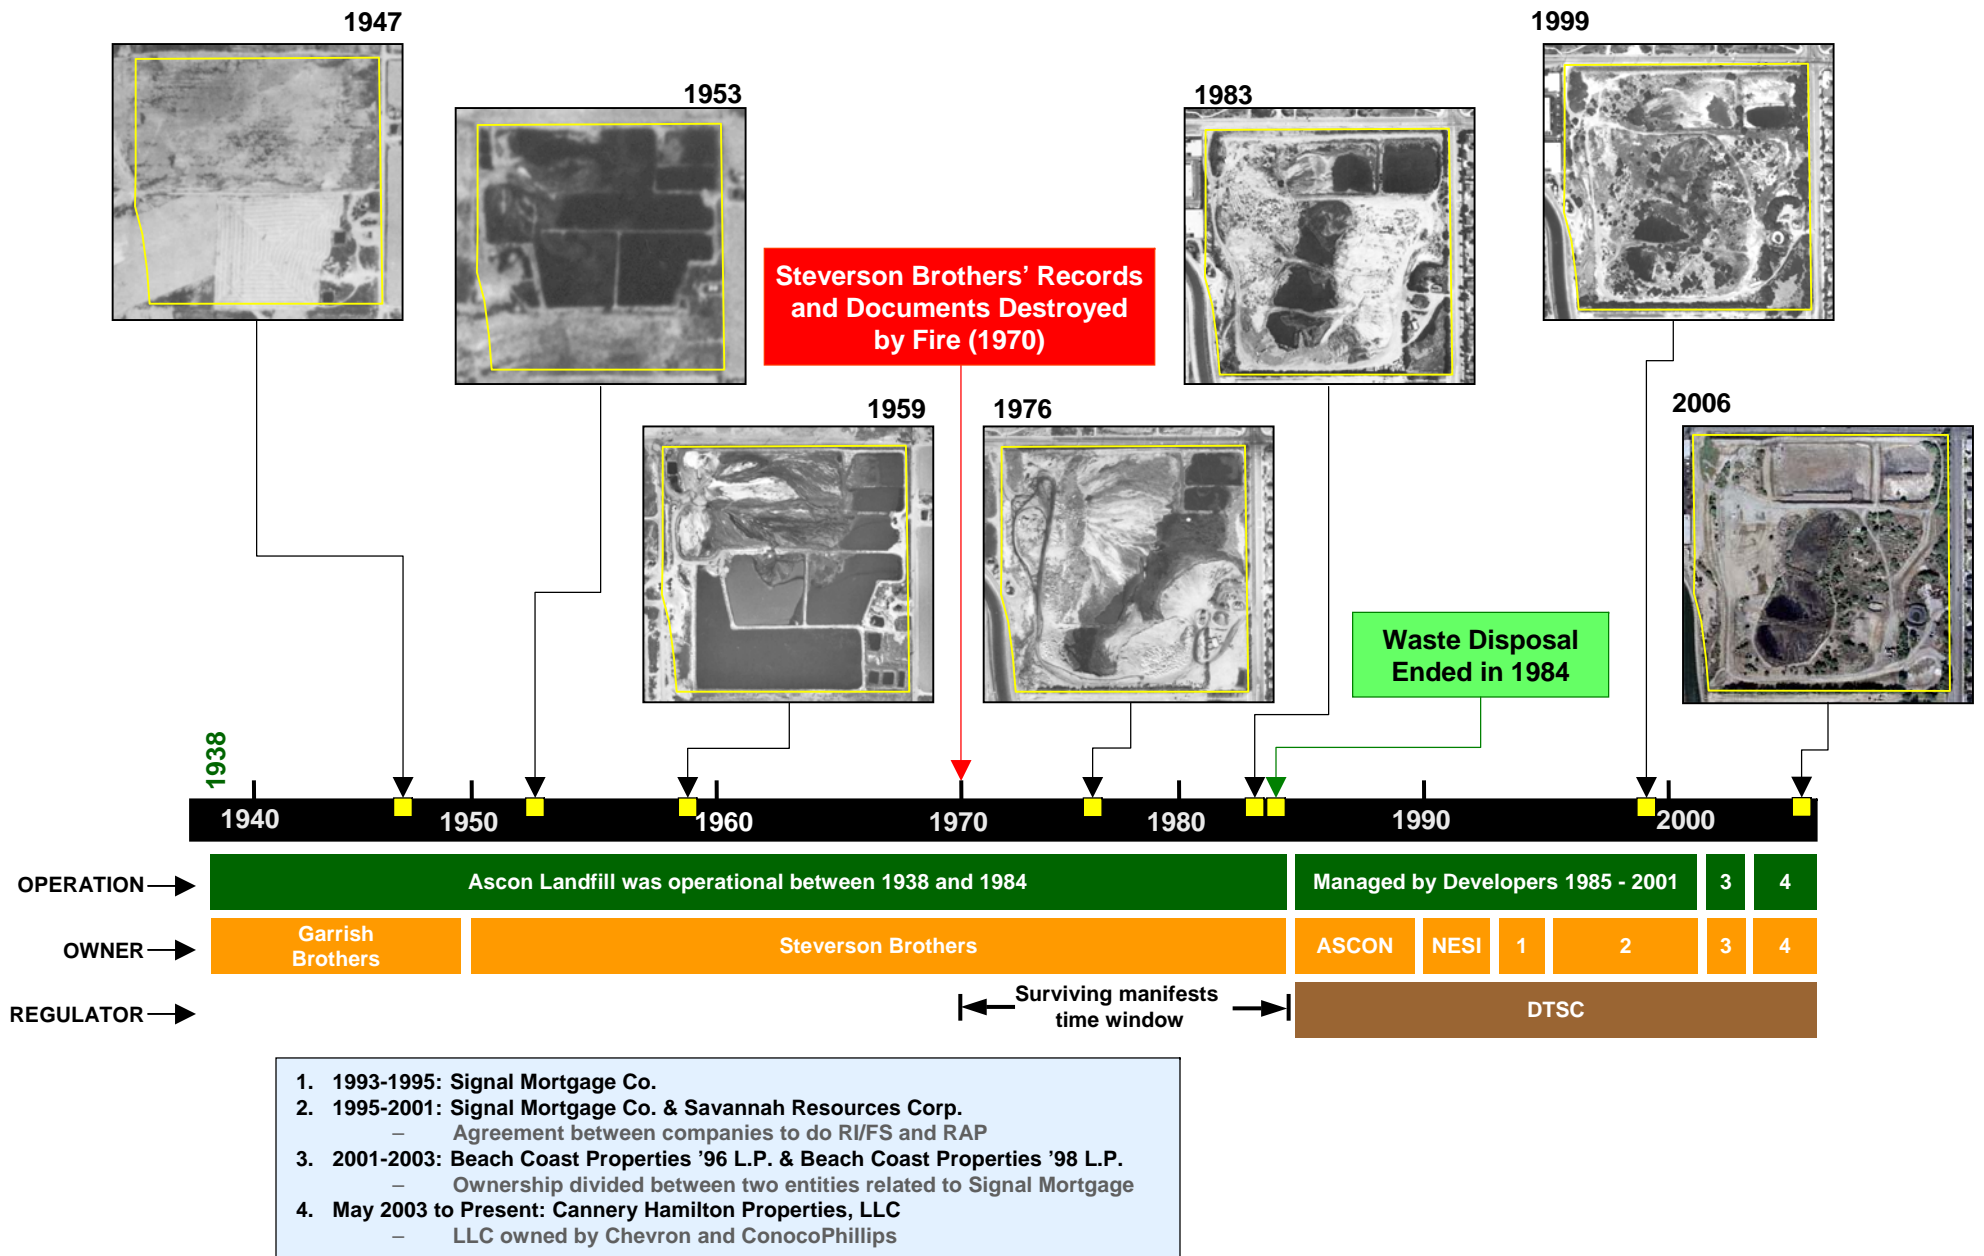 1947
1953
1983
1999
Steverson Brothers’ Records
and Documents Destroyed
by Fire (1970)
1959
1976
2006
Waste Disposal
Ended in 1984
1938
1940
1950
1960
1970
1980
1990
2000
OPERATION
Ascon Landfill was operational between 1938 and 1984
Managed by Developers 1985 - 2001
3
4
OWNER
Garrish
Brothers
Steverson Brothers
ASCON
NESI
1
2
3
4
REGULATOR
Surviving manifests
time window
DTSC
1. 1993-1995: Signal Mortgage Co.
2. 1995-2001: Signal Mortgage Co. & Savannah Resources Corp.
– Agreement between companies to do RI/FS and RAP
3. 2001-2003: Beach Coast Properties ’96 L.P. & Beach Coast Properties ’98 L.P.
– Ownership divided between two entities related to Signal Mortgage
4. May 2003 to Present: Cannery Hamilton Properties, LLC
– LLC owned by Chevron and ConocoPhillips